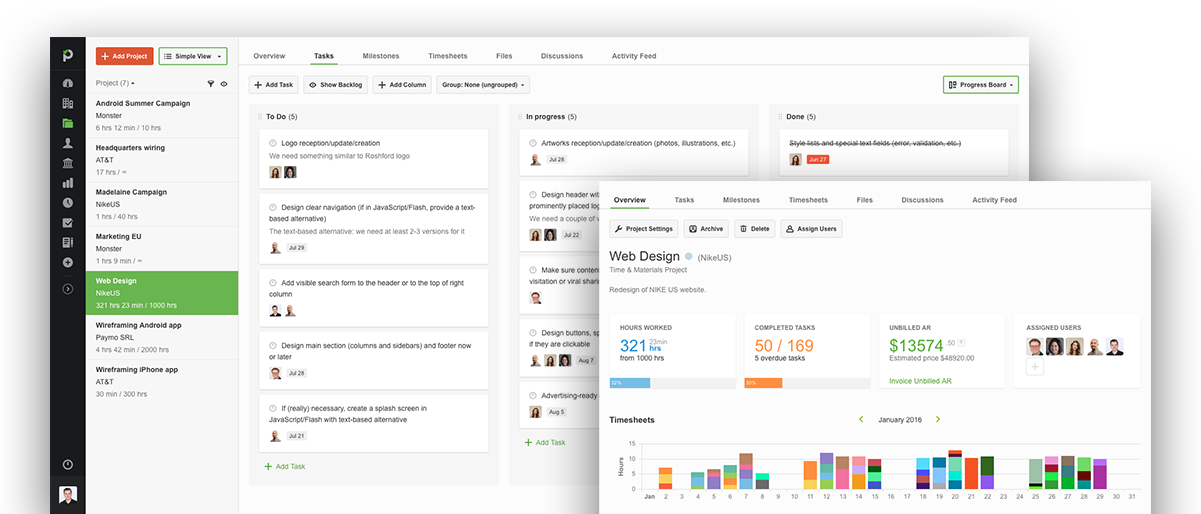 Add Project
Simple View
Project (7)
Android Summer Campaign
Monster
6 hrs 12 min / 10 hrs
Headquarters wiring
AT&T
17 hrs / ∞
Madelaine Campaign
NikeUS
1 hrs / 40 hrs
Marketing EU
Monster
1 hrs 9 min / ∞
Web Design
NikeUS
321 hrs 23 min / 1000 hrs
Wireframing Android app
Paymo SRL
4 hrs 42 min / 2000 hrs
Wireframing iPhone app
AT&T
30 min / 300 hrs
Overview Tasks Milestones Timesheets Files Discussions Activity Feed
Add Task Show Backlog Add Column Group: None (ungrouped) Progress Board
To Do (5)
Logo reception/update/creation
We need something similar to Roshford logo
Design clear navigation (if in JavaScript/Flash, provide a text-
based alternative)
The text-based alternative: we need at least 2-3 versions for it
Jul 29
Add visible search form to the header or to the top of right
column
Design main section (columns and sidebars) and footer now
or later
Jul 28
If (really) necessary, create a splash screen in
JavaScript/Flash with text-based alternative
Jul 21
+ Add Task
In progress (5)
Artworks reception/update/creation (photos, illustrations, etc.)
Jul 28
Design header wit
prominently placed log
We need a couple of v
Jul 22
Make sure conten
visitation or viral sharin
Design buttons, sp
if they are clickable
Aug 7
Advertising-ready
Aug 5
+ Add Task
Done (5)
Style lists and special text fields (error, validation, etc.)
Jun 27
Overview Tasks Milestones Timesheets Files Discussions Activity Feed
Project Settings Archive Delete Assign Users
Web Design (NikeUS)
Time & Materials Project
Redesign of NIKE US website.
HOURS WORKED
321 23min
hrs
from 1000 hrs
32%
COMPLETED TASKS
50 / 169
5 overdue tasks
30%
UNBILLED AR
$13574 .50 ?
Estimated price $48920.00
Invoice Unbilled AR
ASSIGNED USERS
Timesheets
January 2016
Hours
15
10
5
0
Jan 2 3 4 5 6 7 8 9 10 11 12 13 14 15 16 17 18 19 20 21 22 23 24 25 26 27 28 29 30 31